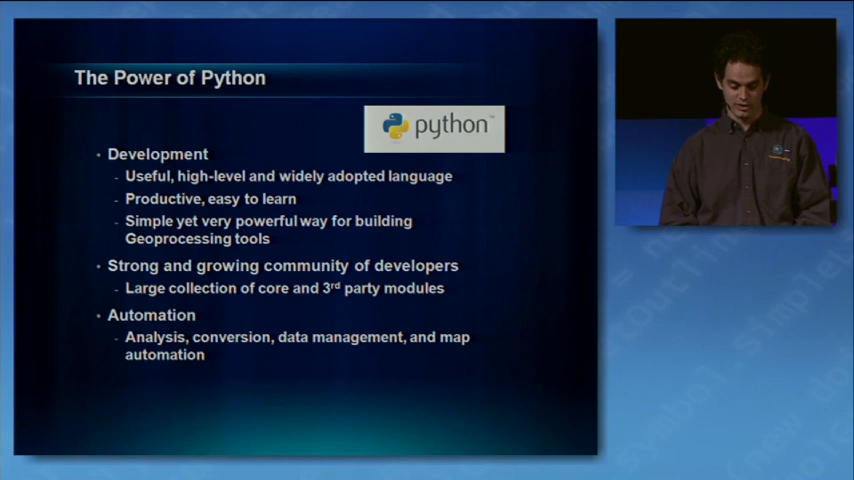 The Power of Python
python™
• Development
- Useful, high-level and widely adopted language
- Productive, easy to learn
- Simple yet very powerful way for building
Geoprocessing tools
• Strong and growing community of developers
- Large collection of core and 3rd party modules
• Automation
- Analysis, conversion, data management, and map
automation